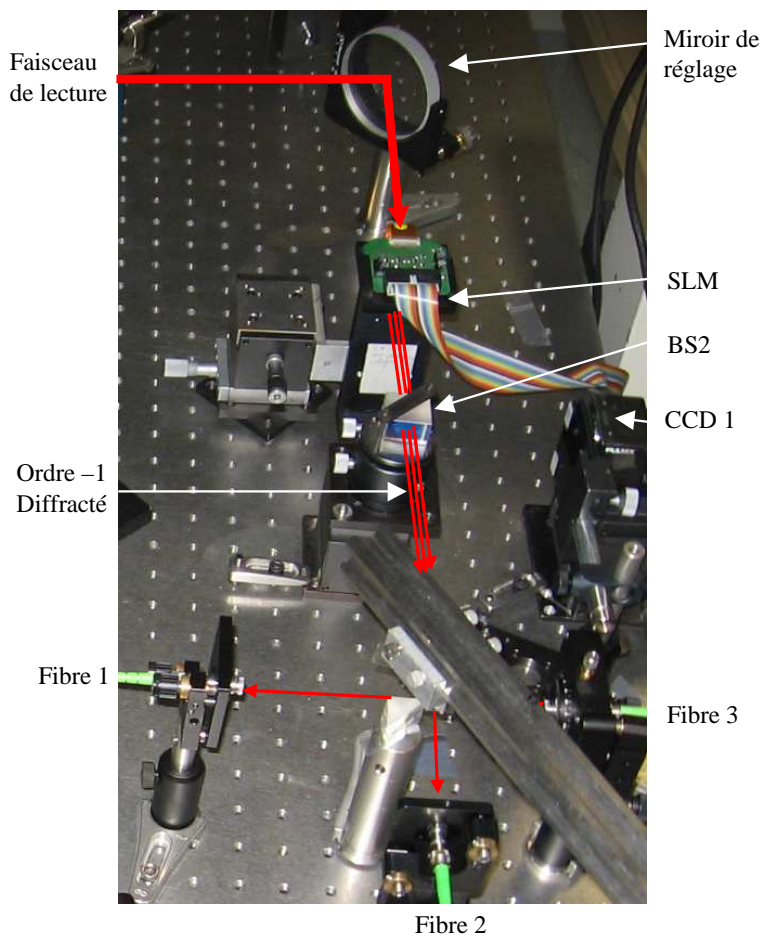 Miroir de
réglage
Faisceau
de lecture
SLM
BS2
CCD 1
Ordre –1
Diffracté
Fibre 1
Fibre 3
Fibre 2